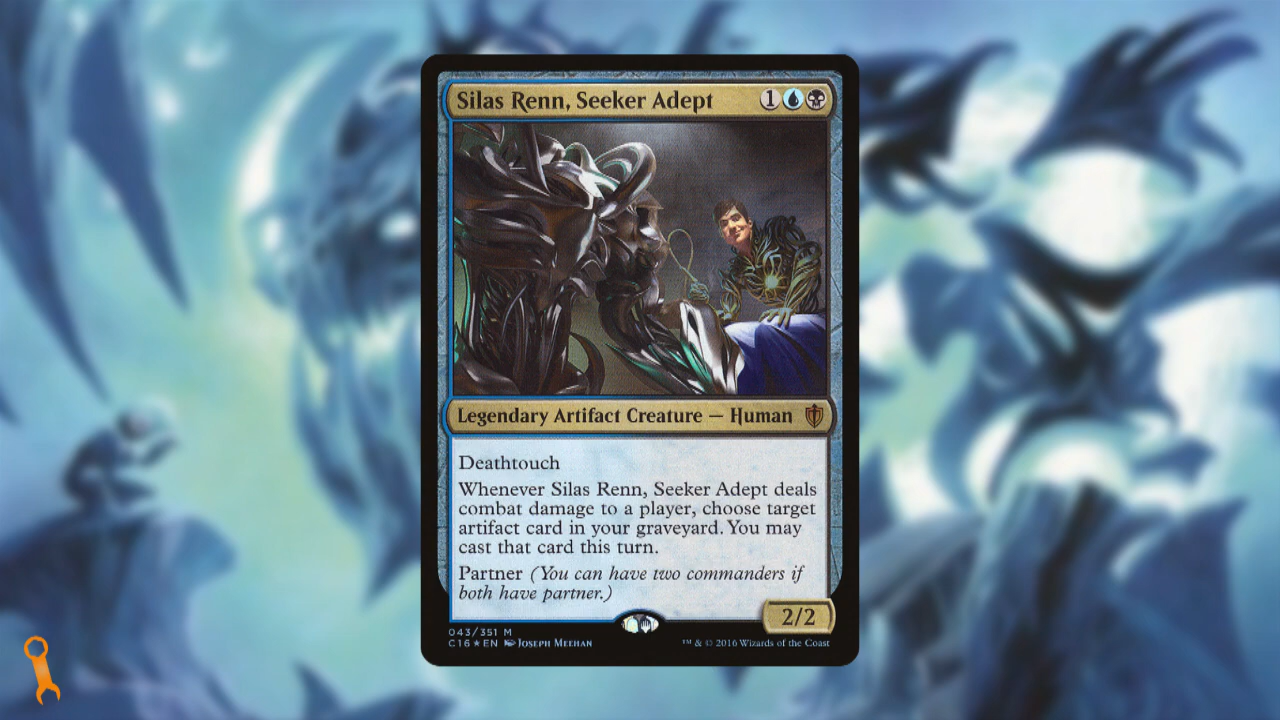 Silas Renn, Seeker Adept 1
Legendary Artifact Creature — Human
Deathtouch
Whenever Silas Renn, Seeker Adept deals
combat damage to a player, choose target
artifact card in your graveyard. You may
cast that card this turn.
Partner (You can have two commanders if
both have partner.)
2/2
043/351 M
C16★EN Joseph Meehan
™ & © 2016 Wizards of the Coast